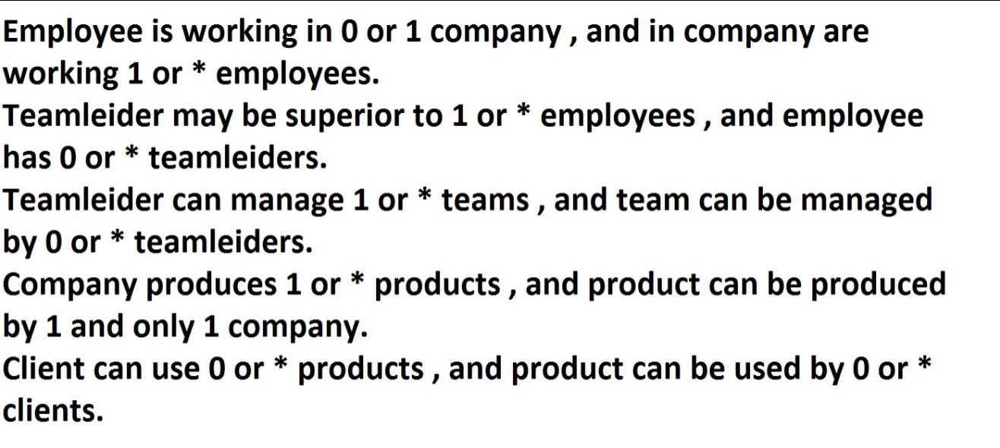 Employee is working in 0 or 1 company , and in company are
working 1 or * employees.
Teamleider may be superior to 1 or * employees , and employee
has 0 or * teamleiders.
Teamleider can manage 1 or * teams , and team can be managed
by 0 or * teamleiders.
Company produces 1 or * products , and product can be produced
by 1 and only 1 company.
Client can use 0 or * products , and product can be used by 0 or *
clients.